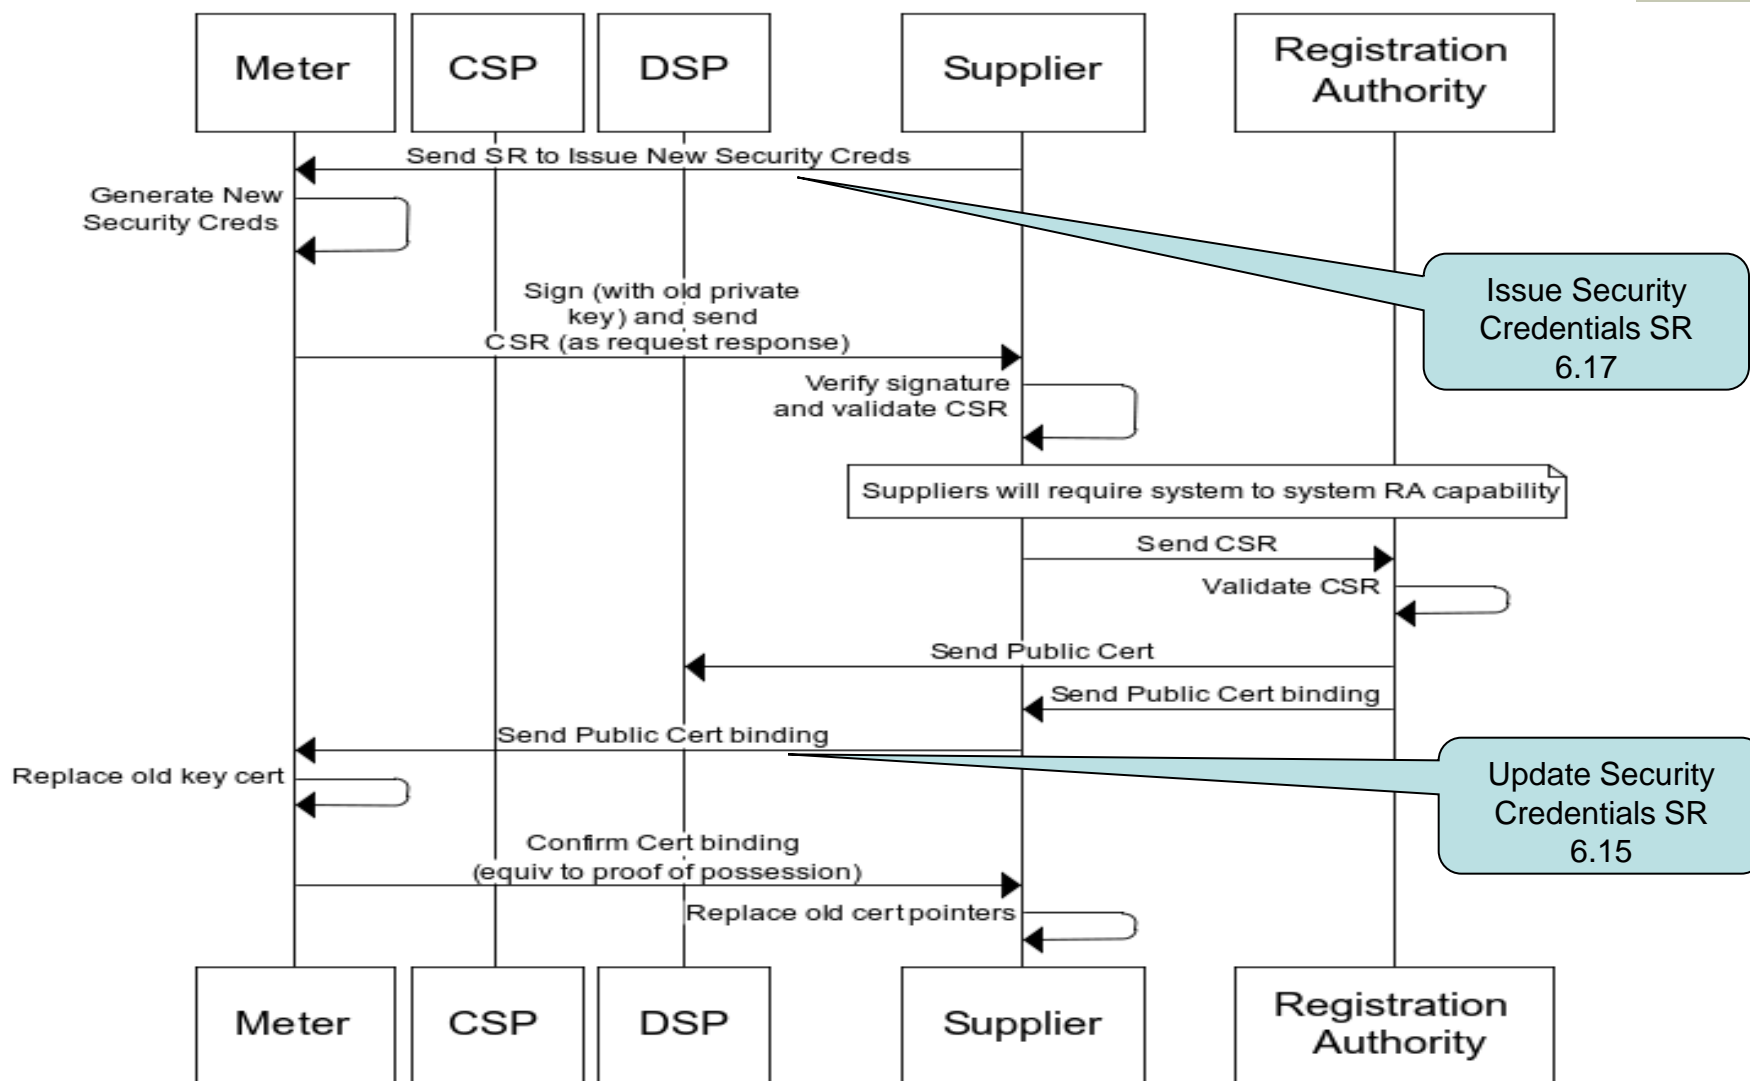 Meter
CSP
DSP
Supplier
Registration
Authority
Send SR to Issue New Security Creds
Generate New
Security Creds
Sign (with old private
key) and send
CSR (as request response)
Issue Security
Credentials SR
6.17
Verify signature
and validate CSR
Suppliers will require system to system RA capability
Send CSR
Validate CSR
Send Public Cert
Send Public Cert binding
Send Public Cert binding
Replace old key cert
Update Security
Credentials SR
6.15
Confirm Cert binding
(equiv to proof of possession)
Replace old cert pointers
Meter
CSP
DSP
Supplier
Registration
Authority